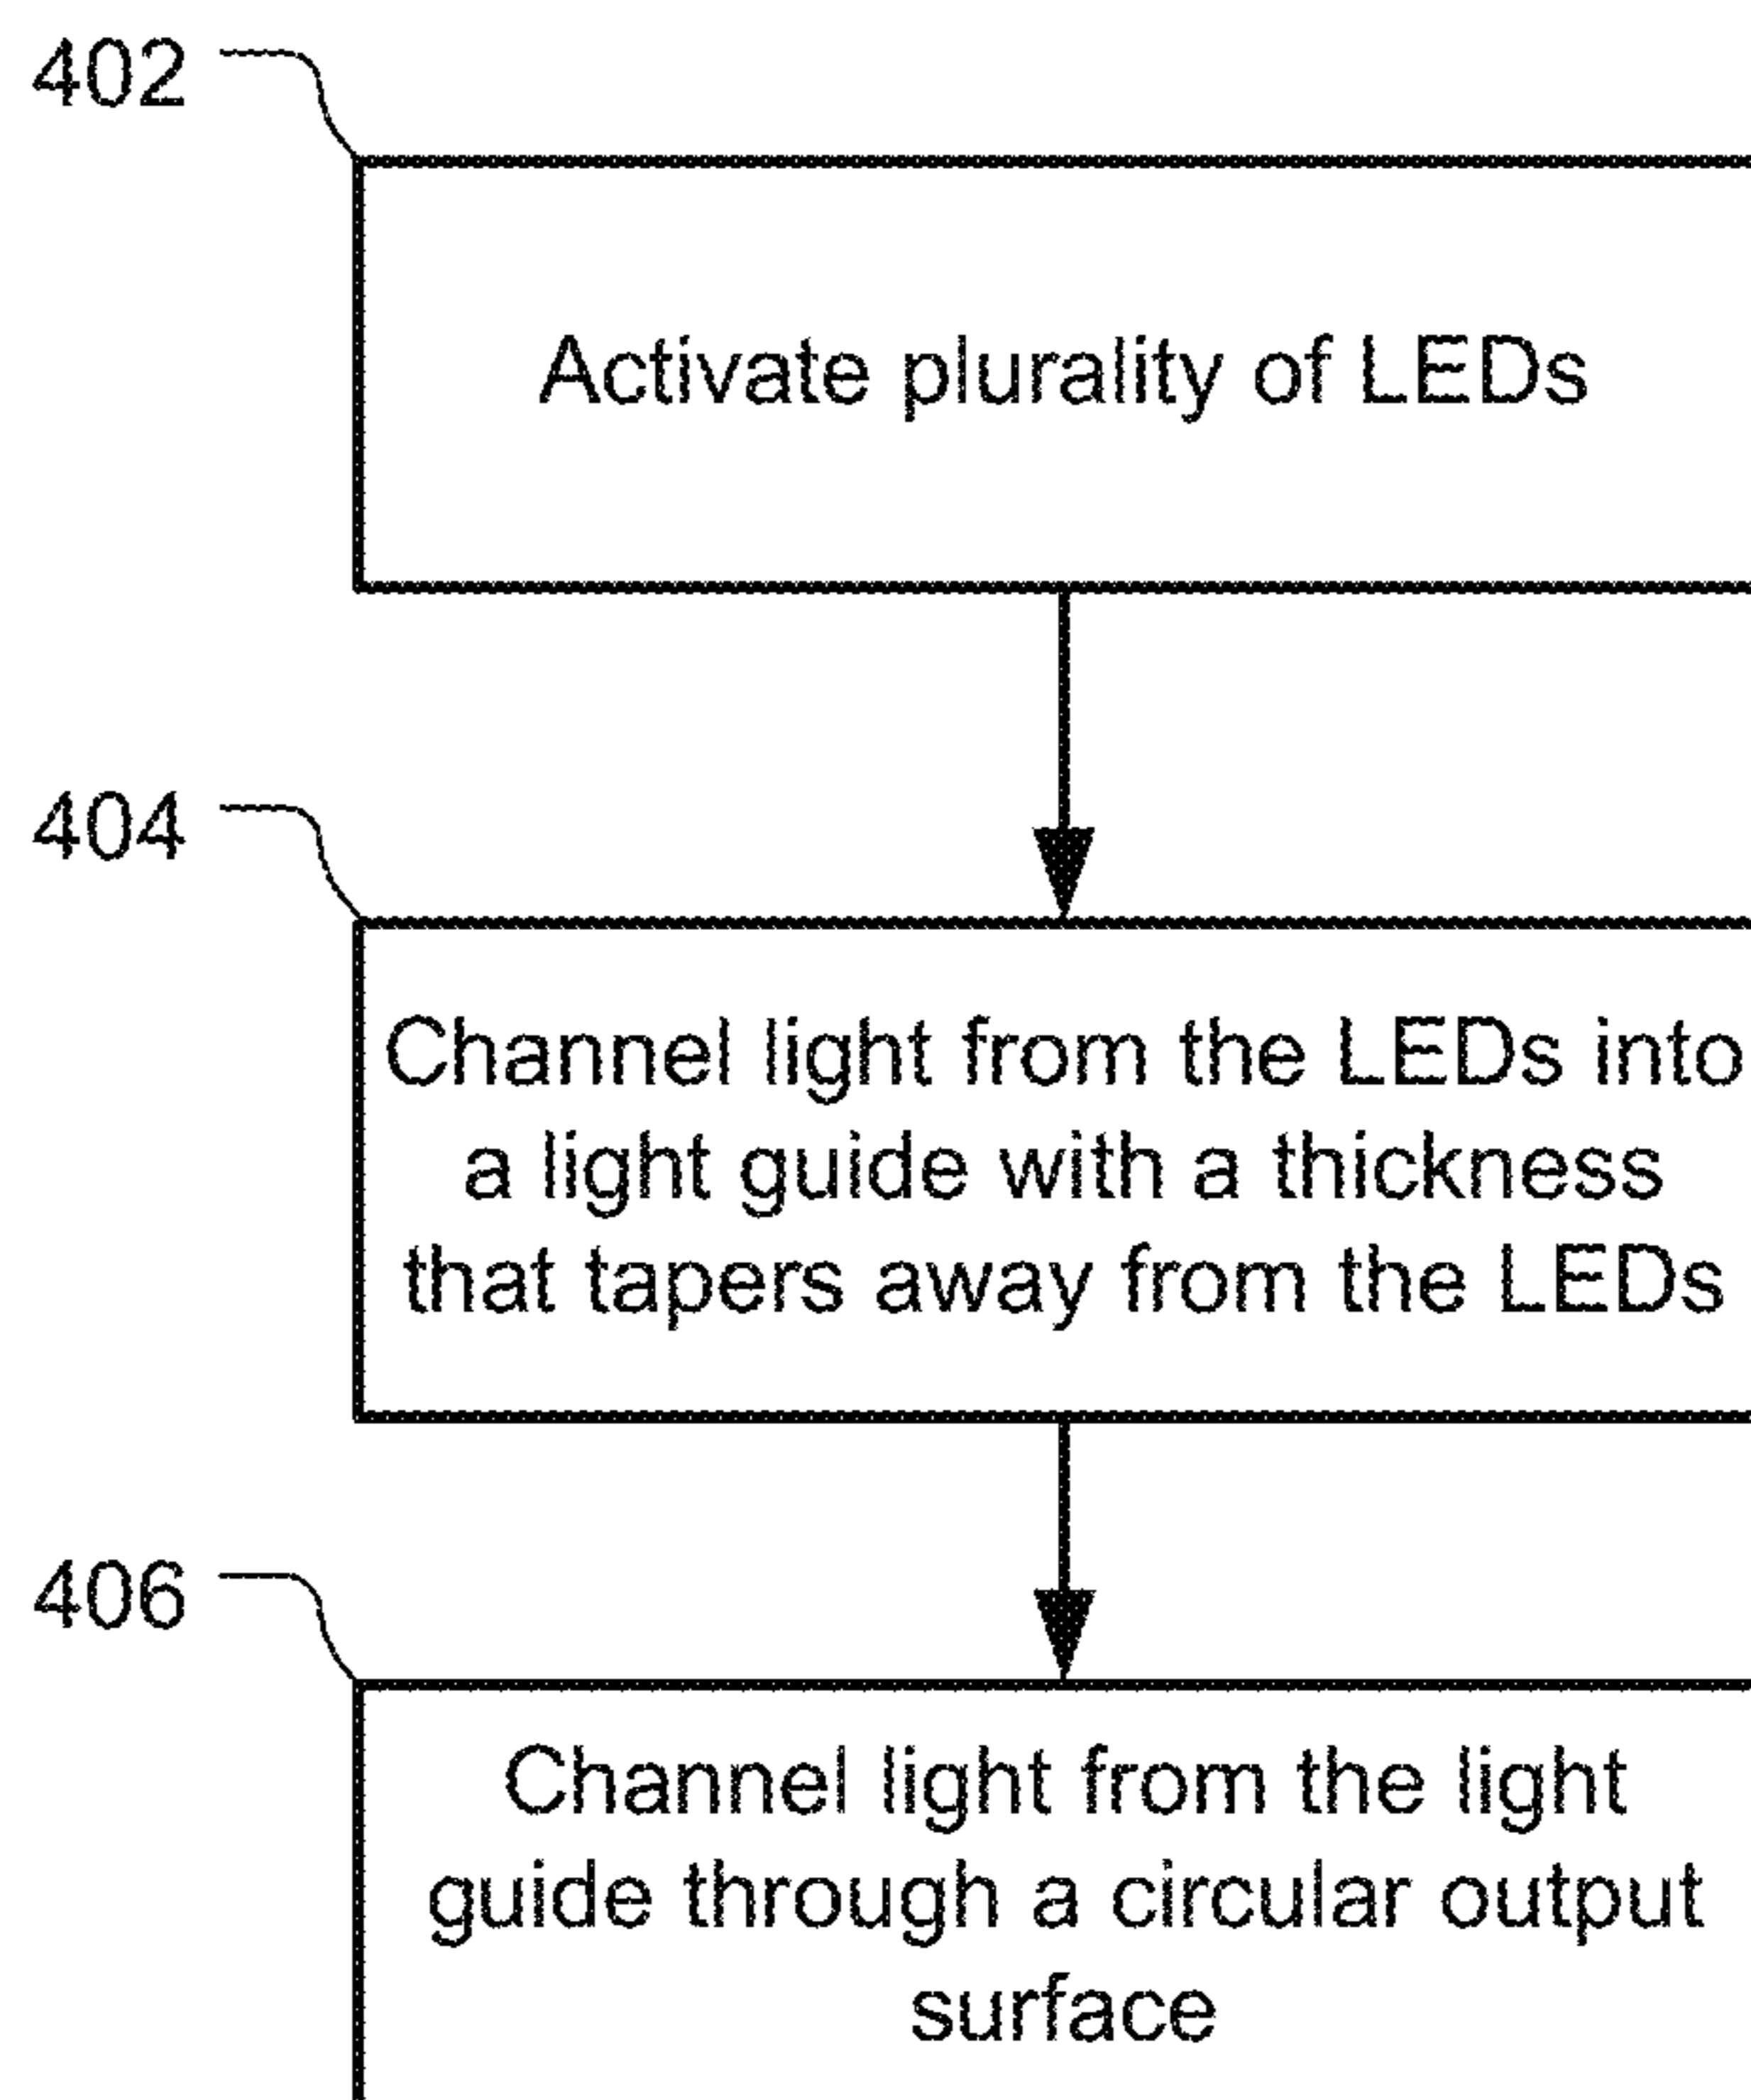 402
Activate plurality of LEDs
404
Channel light from the LEDs into
a light guide with a thickness
that tapers away from the LEDs
406
Channel light from the light
guide through a circular output
surface